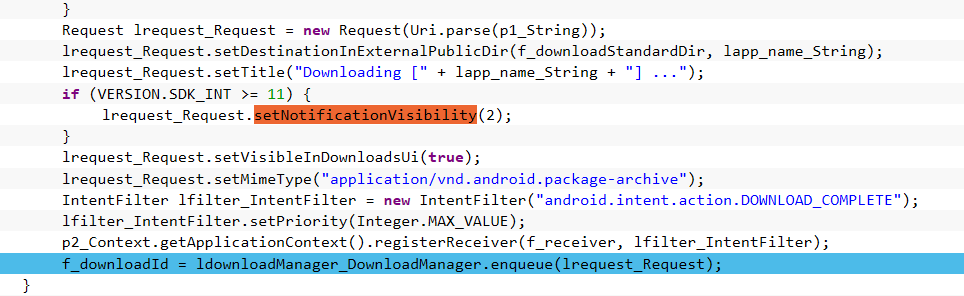 }
Request lrequest_Request = new Request(Uri.parse(p1_String));
lrequest_Request.setDestinationInExternalPublicDir(f_downloadStandardDir, lapp_name_String);
lrequest_Request.setTitle("Downloading [" + lapp_name_String + "] ...");
if (VERSION.SDK_INT >= 11) {
lrequest_Request.setNotificationVisibility(2);
}
lrequest_Request.setVisibleInDownloadsUi(true);
lrequest_Request.setMimeType("application/vnd.android.package-archive");
IntentFilter lfilter_IntentFilter = new IntentFilter("android.intent.action.DOWNLOAD_COMPLETE");
lfilter_IntentFilter.setPriority(Integer.MAX_VALUE);
p2_Context.getApplicationContext().registerReceiver(f_receiver, lfilter_IntentFilter);
f_downloadId = ldownloadManager_DownloadManager.enqueue(lrequest_Request);
}